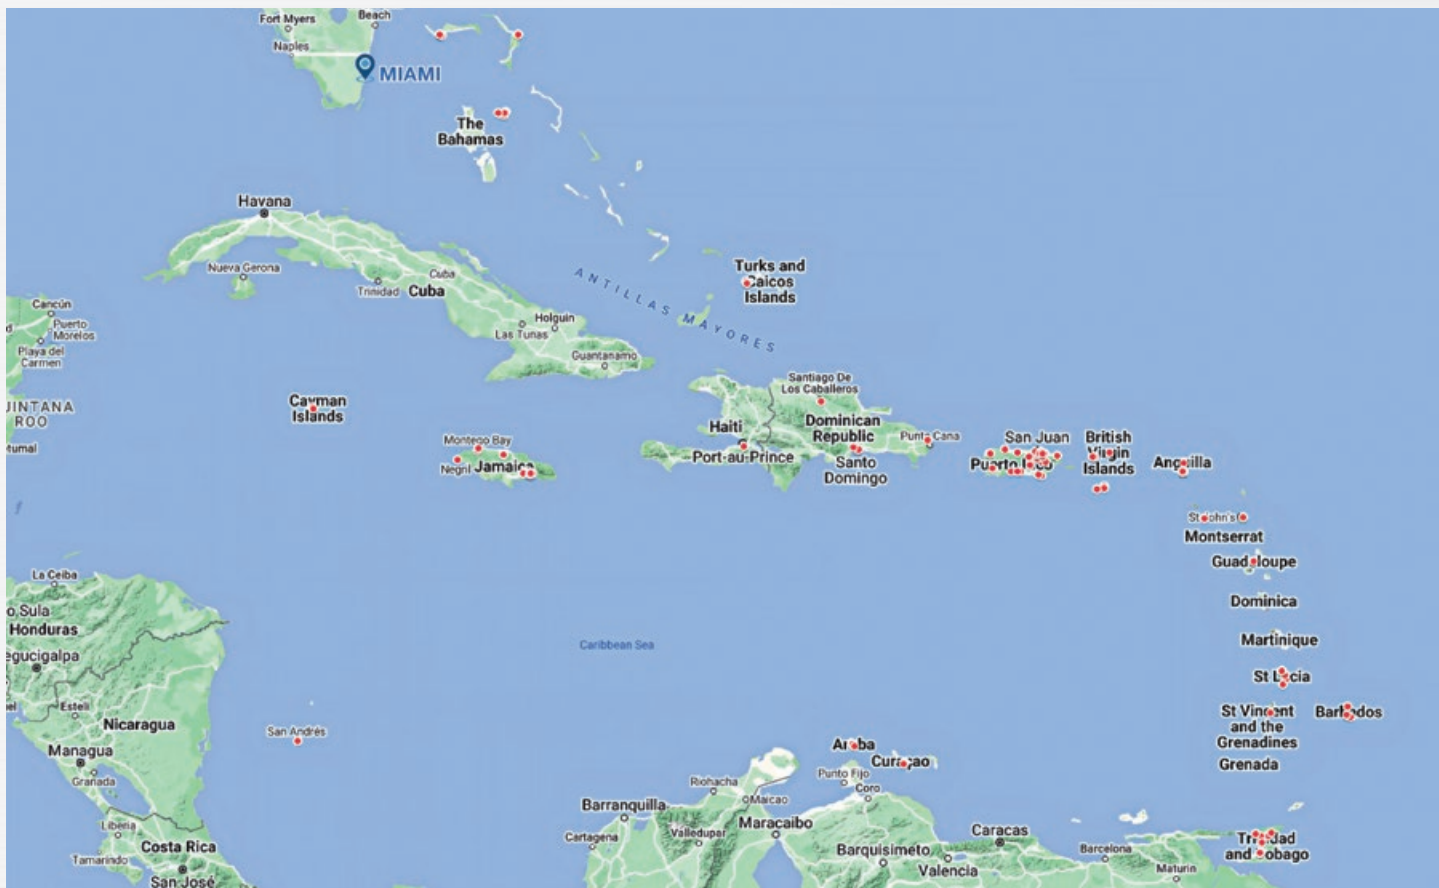 Fort Myers
Beach
Naples
MIAMI
The
Bahamas
Havana
Nueva Gerona
Trinidad
Cuba
Cuba
Holguin
Las Tunas
Guantanamo
ANTILLAS MAYORES
Turks and
Caicos
Islands
Cancún
Puerto
Morelos
Playa del
Carmen
QUINTANA
ROO
Cayman
Islands
Montego Bay
Negril
Jamaica
Santiago De
Los Caballeros
Haiti
Port-au-Prince
Dominican
Republic
Punta Cana
Santo
Domingo
San Juan
Puerto Rico
British
Virgin
Islands
Anguilla
St John's
Montserrat
Guadeloupe
Dominica
Martinique
St Lucia
St Vincent
and the
Grenadines
Barbados
Grenada
La Ceiba
o Sula
Honduras
egucigalpa
Estelí
Nicaragua
Managua
Granada
San Andrés
Caribbean Sea
Aruba
Curaçao
Punto Fijo
Coro
Riohacha
Maicao
Barranquilla
Cartagena
Valledupar
Maracaibo
Barquisimeto
Valencia
Caracas
Barcelona
Maturin
Trinidad
and Tobago
Liberia
Tamarindo
Costa Rica
San José